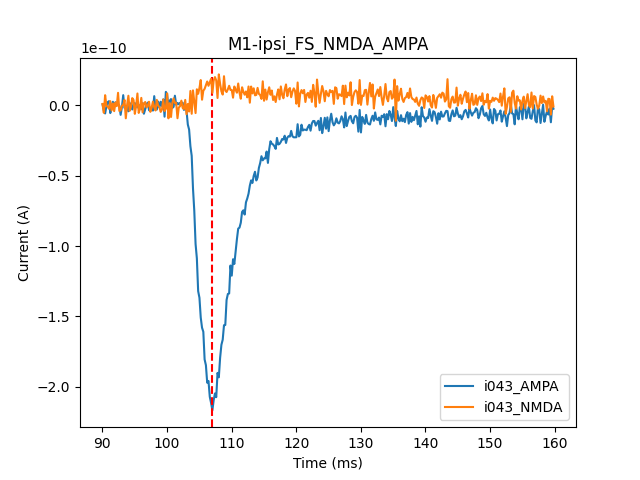 M1-ipsi_FS_NMDA_AMPA
1e−10
0.0
−0.5
−1.0
−1.5
−2.0
Current (A)
90 100 110 120 130 140 150 160
Time (ms)
i043_AMPA
i043_NMDA